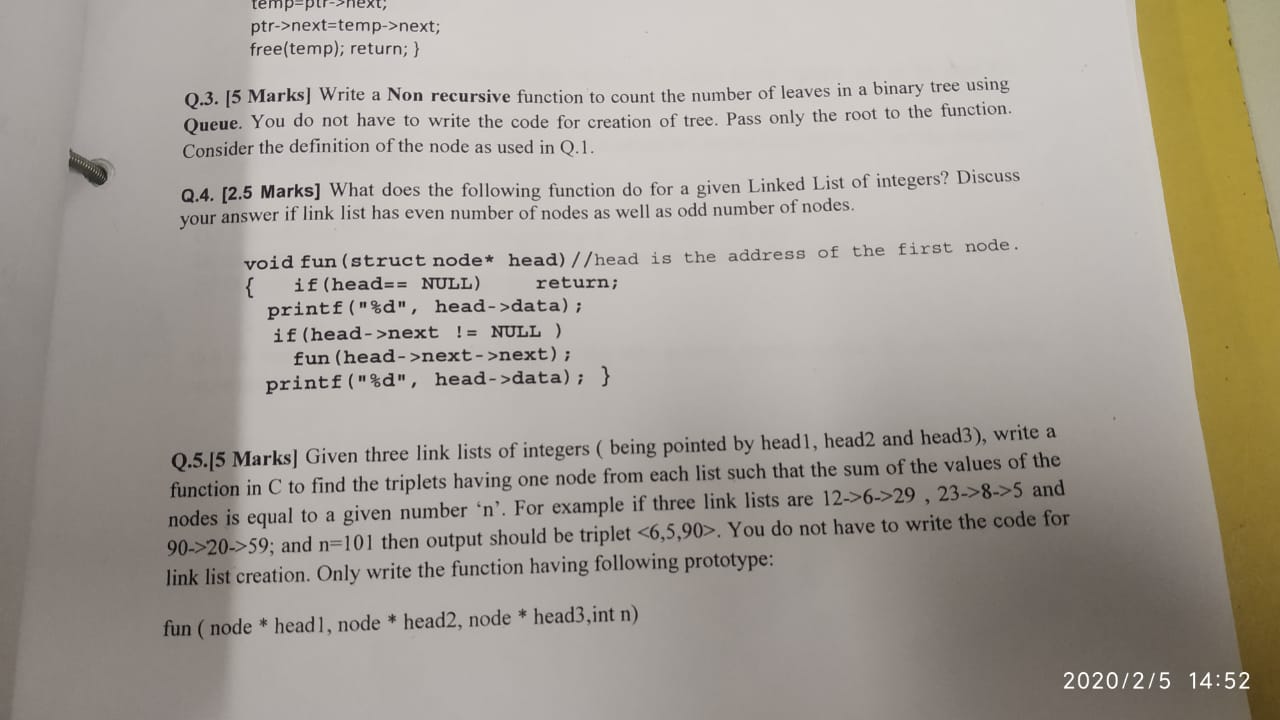 temp=ptr->next;
ptr->next=temp->next;
free(temp); return; }
Q.3. [5 Marks] Write a Non recursive function to count the number of leaves in a binary tree using
Queue. You do not have to write the code for creation of tree. Pass only the root to the function.
Consider the definition of the node as used in Q.1.
Q.4. [2.5 Marks] What does the following function do for a given Linked List of integers? Discuss
your answer if link list has even number of nodes as well as odd number of nodes.
void fun(struct node* head)//head is the address of the first node.
{ if(head== NULL) return;
printf("%d", head->data);
if(head->next != NULL )
fun(head->next->next);
printf("%d", head->data); }
Q.5.[5 Marks] Given three link lists of integers ( being pointed by head1, head2 and head3), write a
function in C to find the triplets having one node from each list such that the sum of the values of the
nodes is equal to a given number ‘n’. For example if three link lists are 12->6->29 , 23->8->5 and
90->20->59; and n=101 then output should be triplet <6,5,90>. You do not have to write the code for
link list creation. Only write the function having following prototype:
fun ( node * head1, node * head2, node * head3,int n)
2020/2/5 14:52